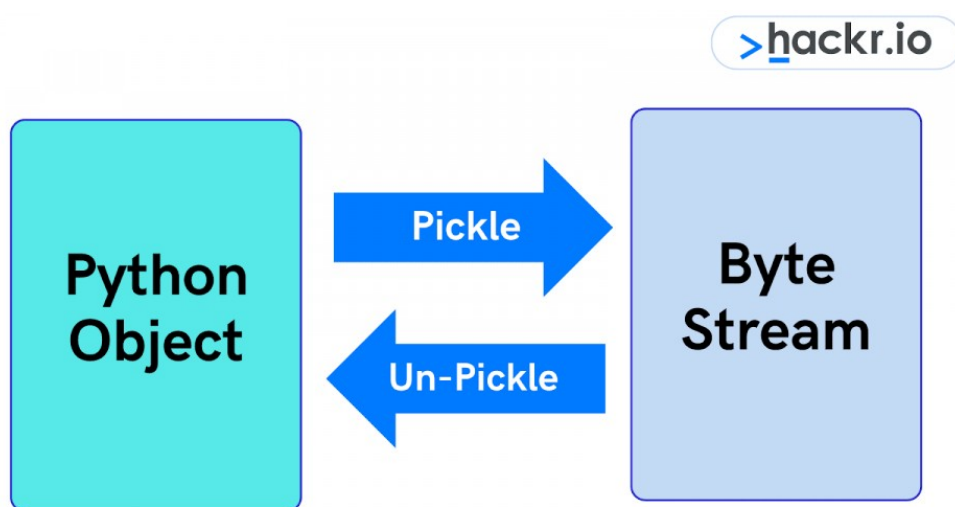 >hackr.io
Python
Object
Pickle
Un-Pickle
Byte
Stream